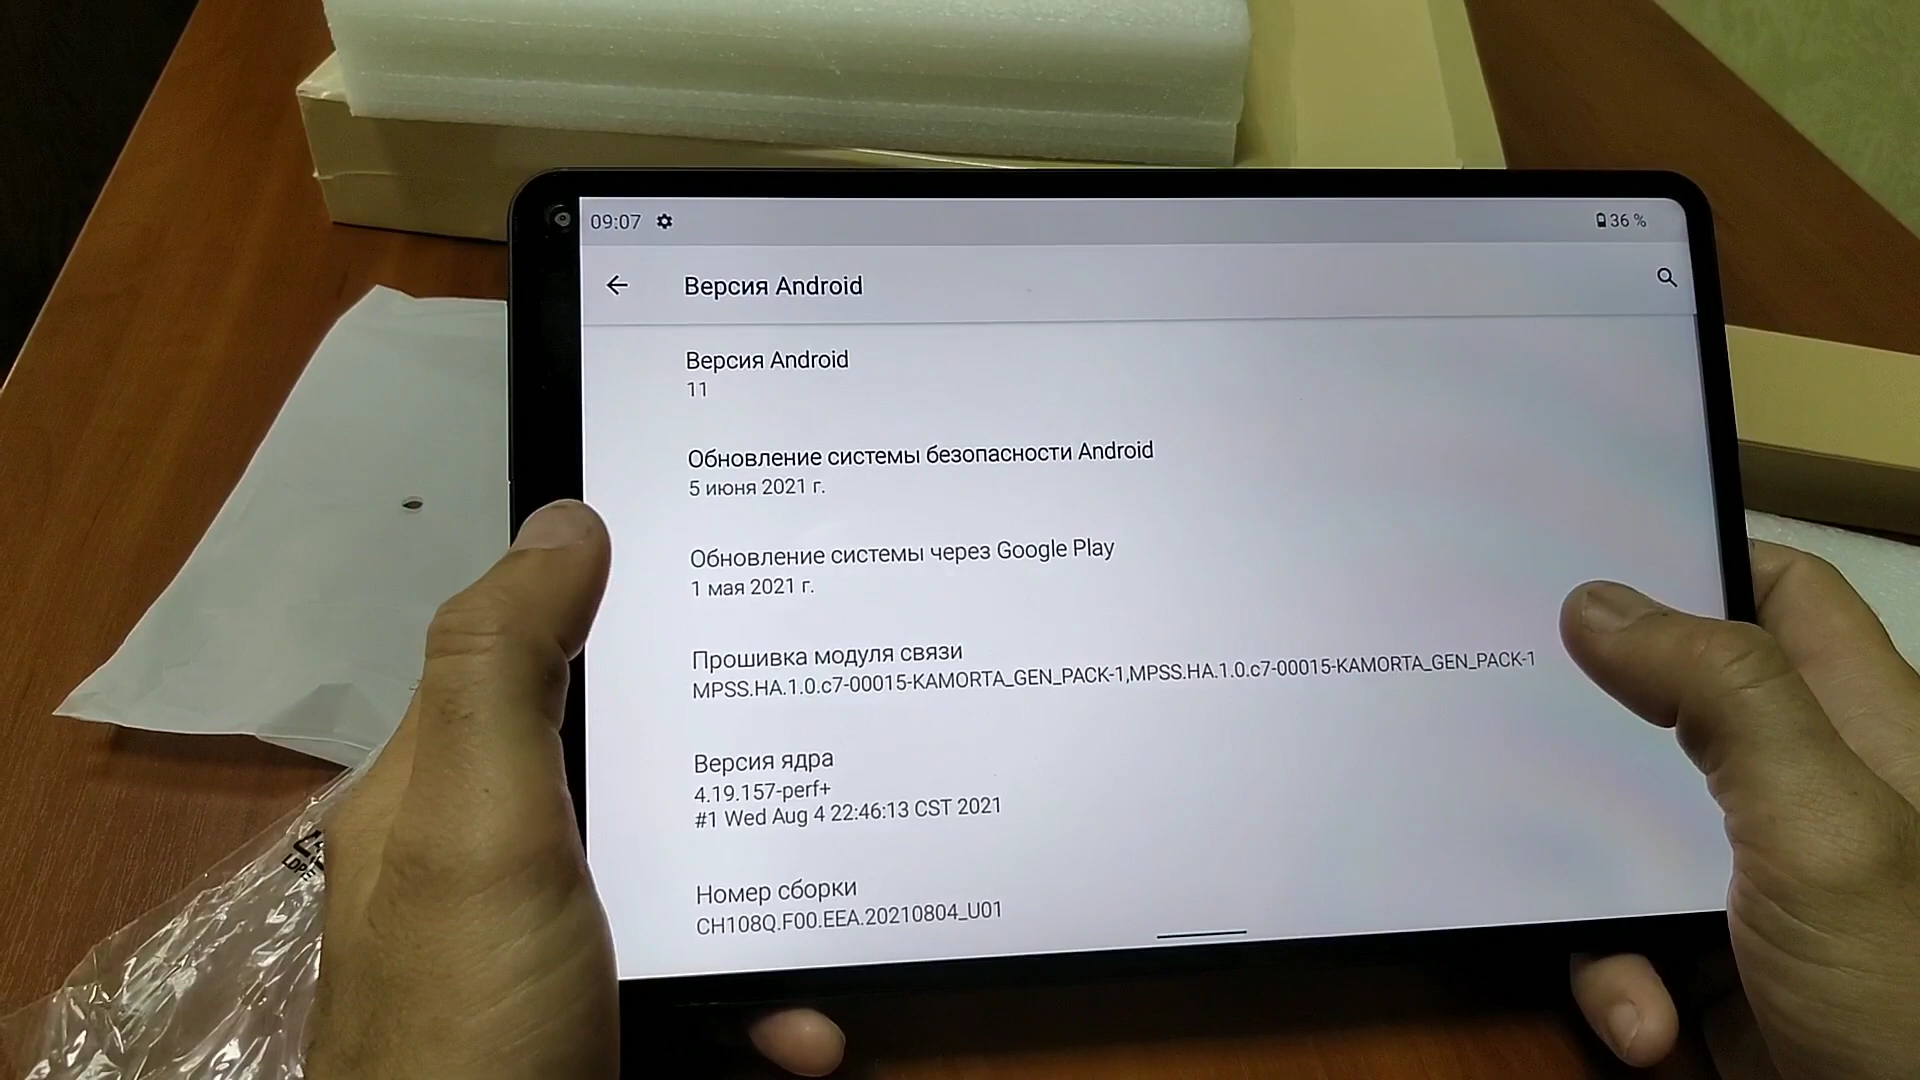 09:07
36 %
Версия Android
Версия Android
11
Обновление системы безопасности Android
5 июня 2021 г.
Обновление системы через Google Play
1 мая 2021 г.
Прошивка модуля связи
MPSS.HA.1.0.c7-00015-KAMORTA_GEN_PACK-1,MPSS.HA.1.0.c7-00015-KAMORTA_GEN_PACK-1
Версия ядра
4.19.157-perf+
#1 Wed Aug 4 22:46:13 CST 2021
Номер сборки
CH108Q.F00.EEA.20210804_U01
LDPE